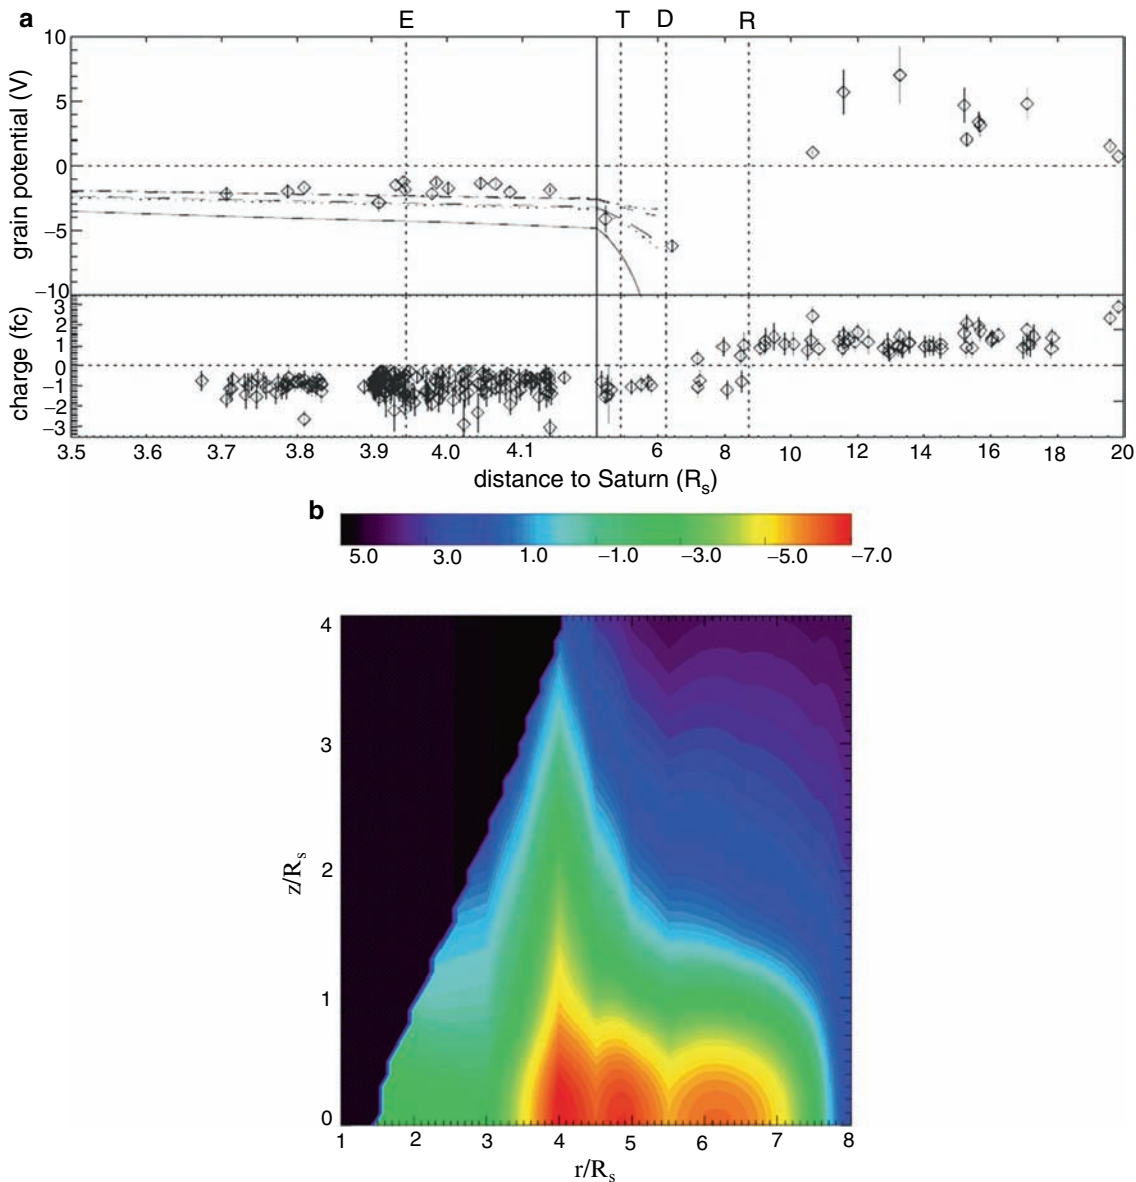 a
E T D R
10
5
0
−5
−10
grain potential (V)
3
2
1
0
−1
−2
−3
charge (fc)
3.5 3.6 3.7 3.8 3.9 4.0 4.1 6 8 10 12 14 16 18 20
distance to Saturn (Rs)
b
5.0 3.0 1.0 −1.0 −3.0 −5.0 −7.0
4
3
2
1
0
z/Rs
1 2 3 4 5 6 7 8
r/Rs